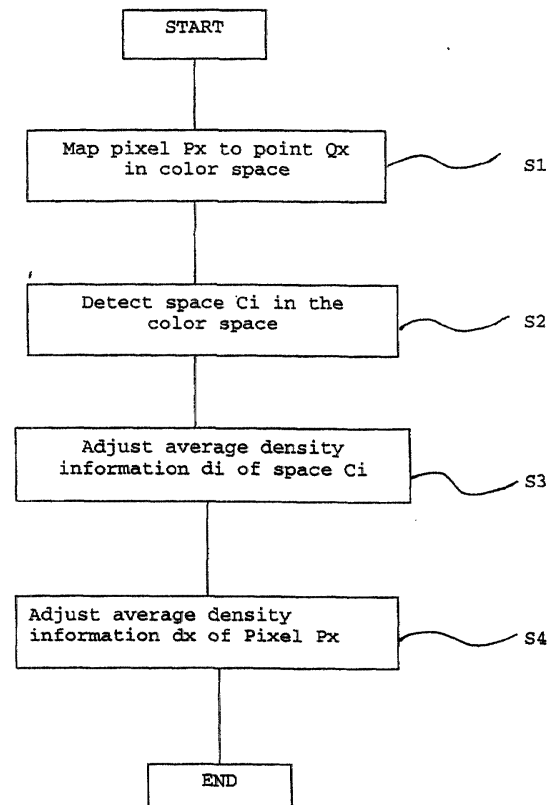 START
Map pixel Px to point Qx
in color space
S1
Detect space Ci in the
color space
S2
Adjust average density
information di of space Ci
S3
Adjust average density
information dx of Pixel Px
S4
END